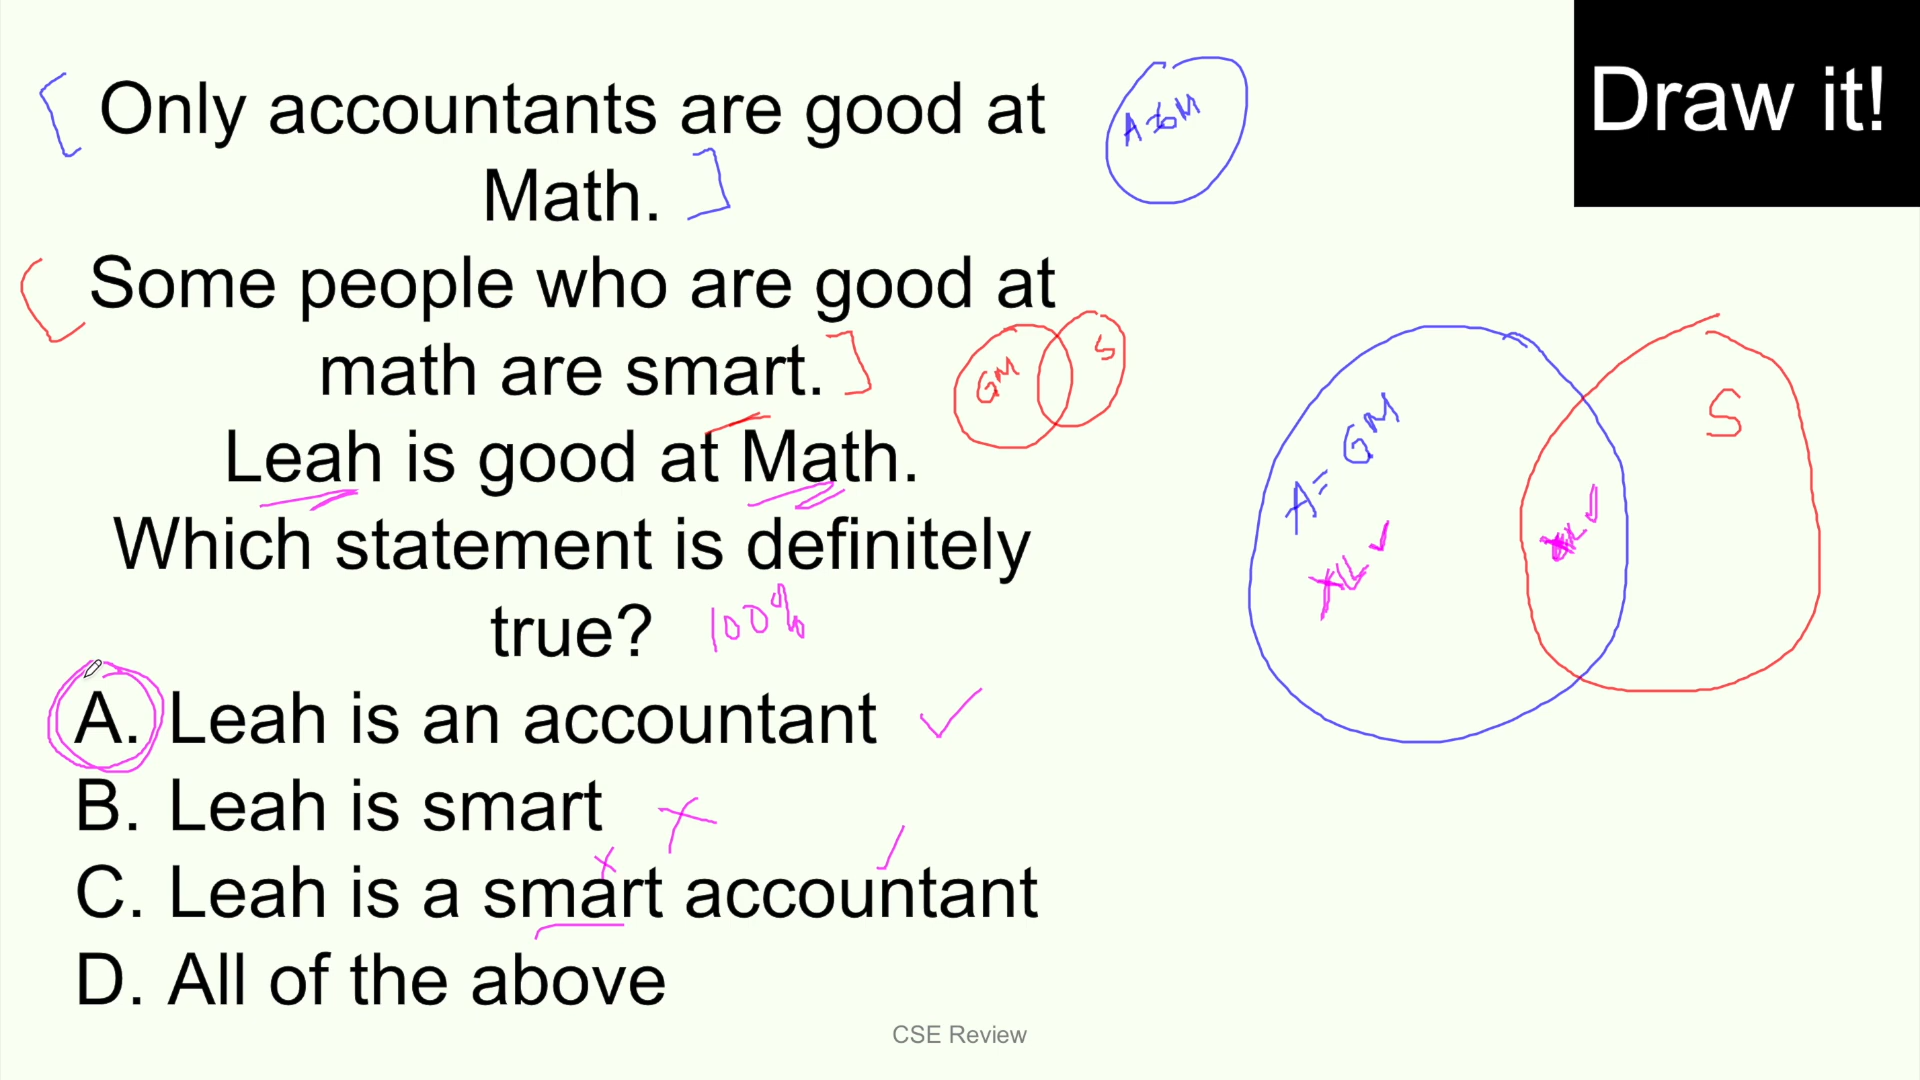 Draw it!
Only accountants are good at
Math.
Some people who are good at
math are smart.
GM S
Leah is good at Math.
Which statement is definitely
true? 100%
A. Leah is an accountant
B. Leah is smart
C. Leah is a smart accountant
D. All of the above
A = GM
S
CSE Review